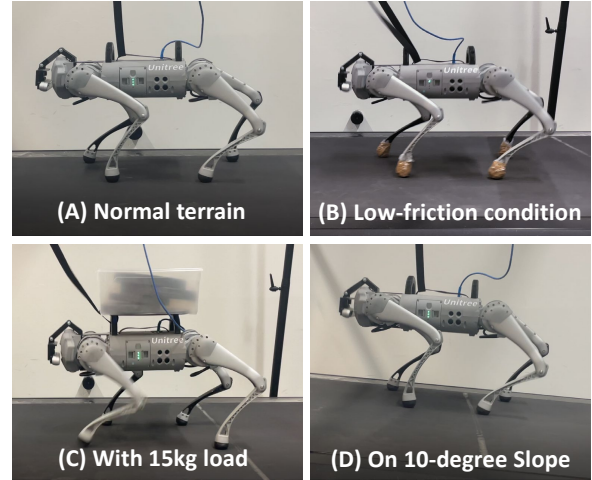 Unitree
(A) Normal terrain
Unitree
(B) Low-friction condition
Unitree
(C) With 15kg load
Unitree
(D) On 10-degree Slope